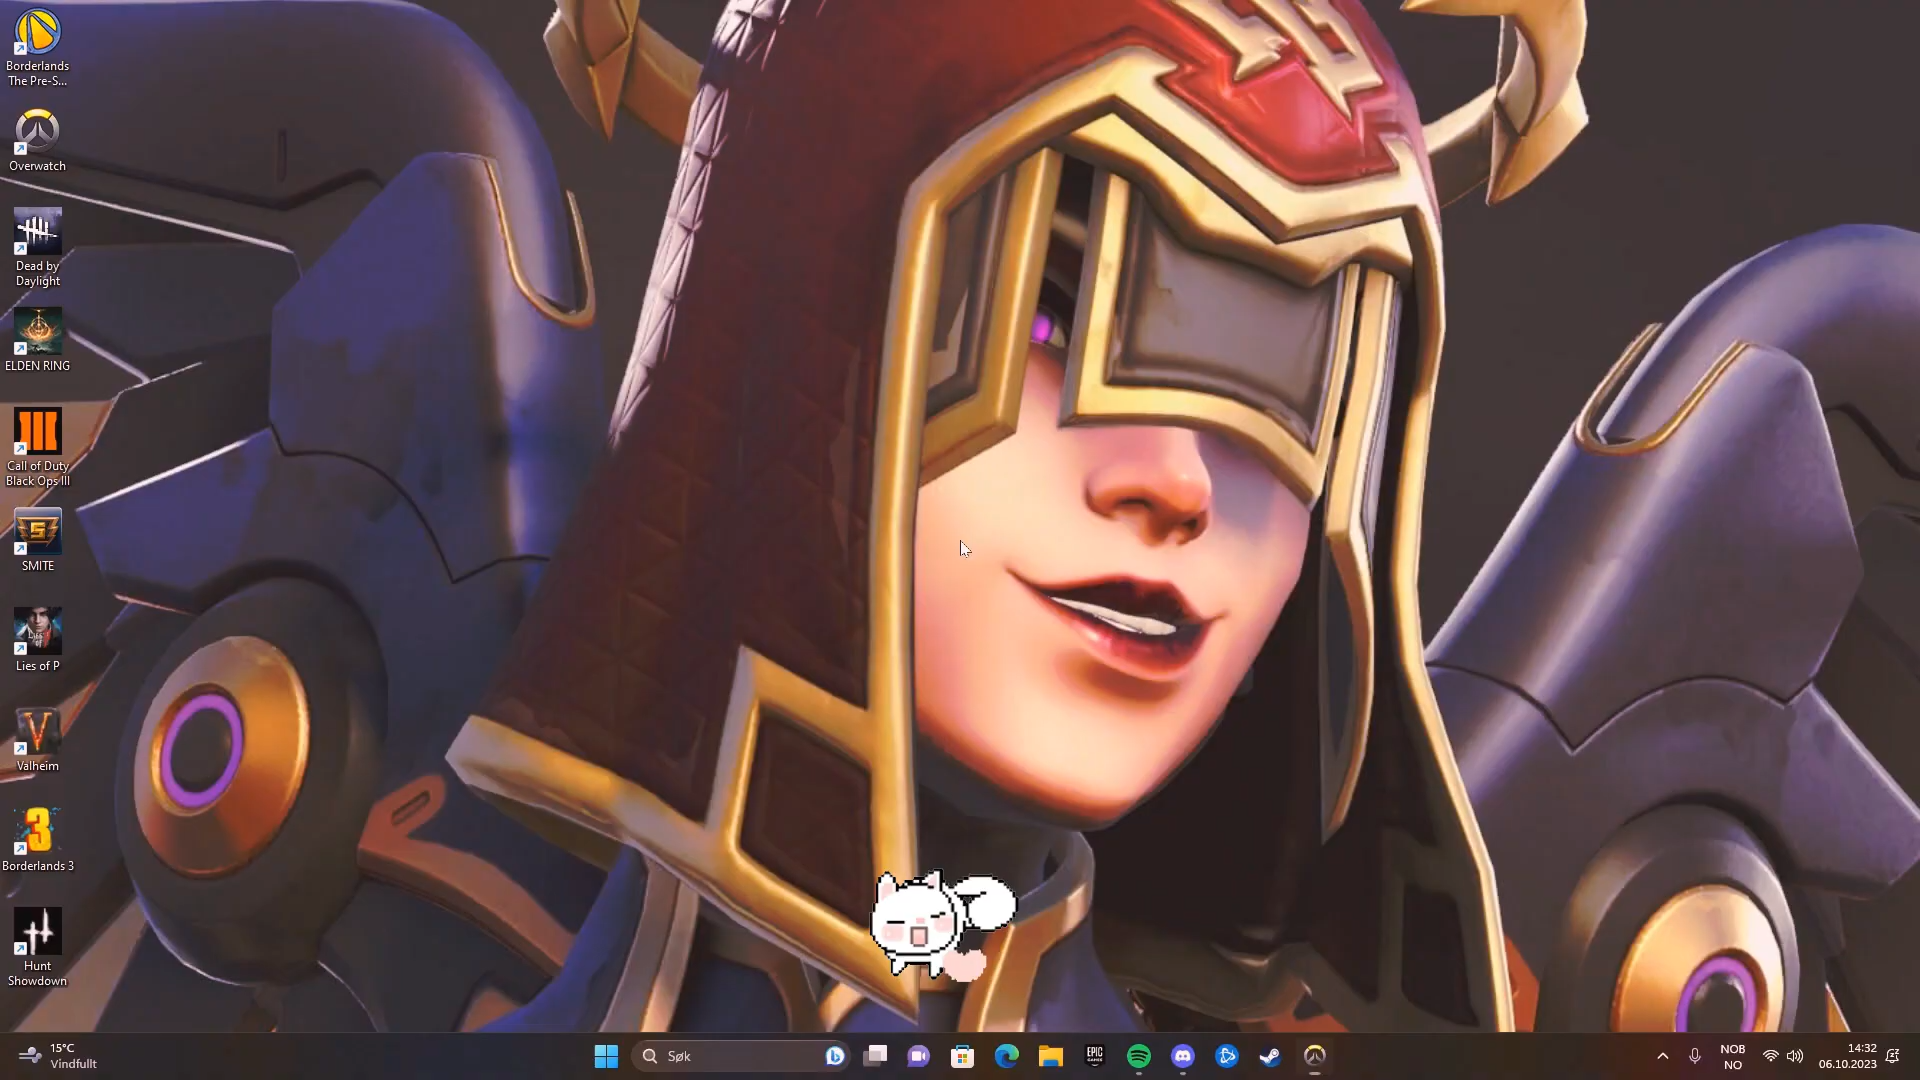 Borderlands
The Pre-S...
Overwatch
Dead by
Daylight
ELDEN RING
Call of Duty
Black Ops III
SMITE
Lies of P
Valheim
Borderlands 3
Hunt
Showdown
15°C
Vindfullt
Søk
EPIC
GAMES
NOB
NO
14:32
06.10.2023